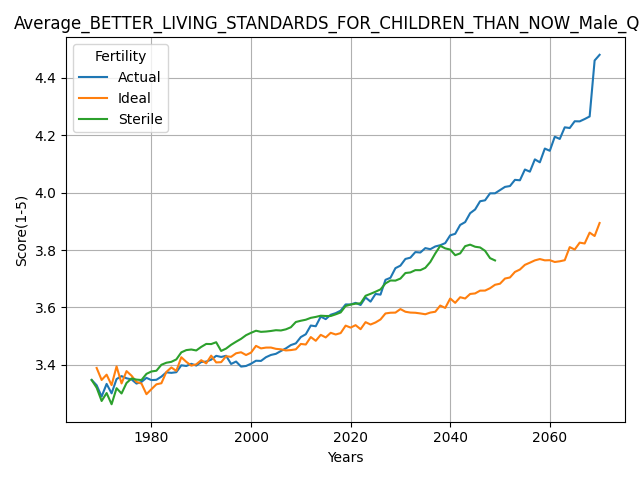 Average_BETTER_LIVING_STANDARDS_FOR_CHILDREN_THAN_NOW_Male_Q
Fertility
Actual
Ideal
Sterile
Score(1-5)
4.4
4.2
4.0
3.8
3.6
3.4
1980 2000 2020 2040 2060
Years